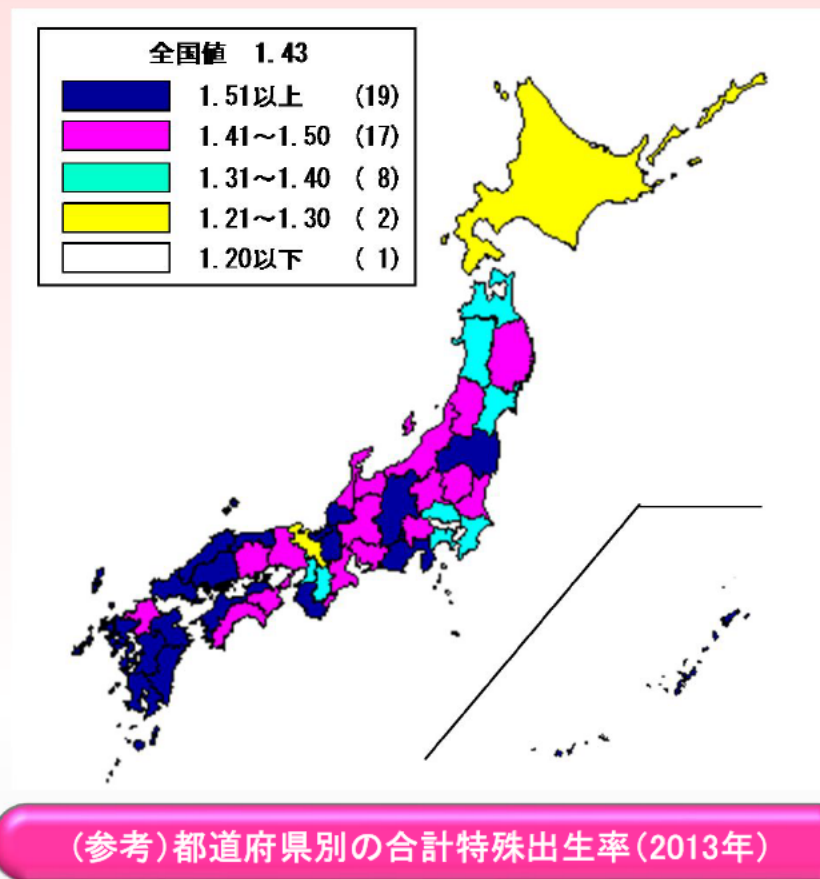 全国値 1.43
1.51以上 (19)
1.41～1.50 (17)
1.31～1.40 ( 8)
1.21～1.30 ( 2)
1.20以下 ( 1)
(参考)都道府県別の合計特殊出生率(2013年)